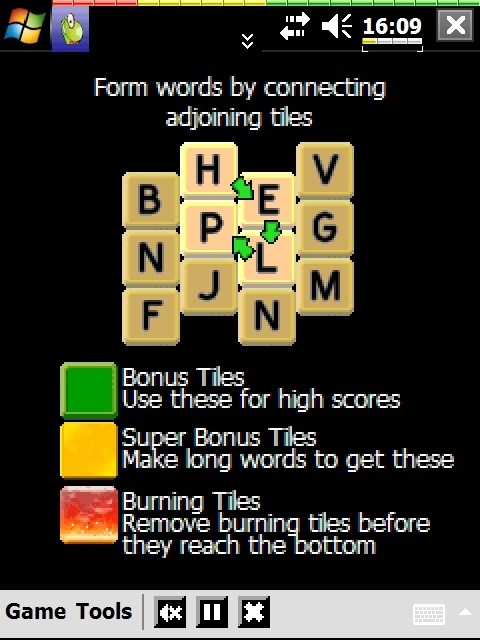 16:09
Form words by connecting
adjoining tiles
H V
B E
P G
N L
J M
F N
Bonus Tiles
Use these for high scores
Super Bonus Tiles
Make long words to get these
Burning Tiles
Remove burning tiles before
they reach the bottom
Game Tools